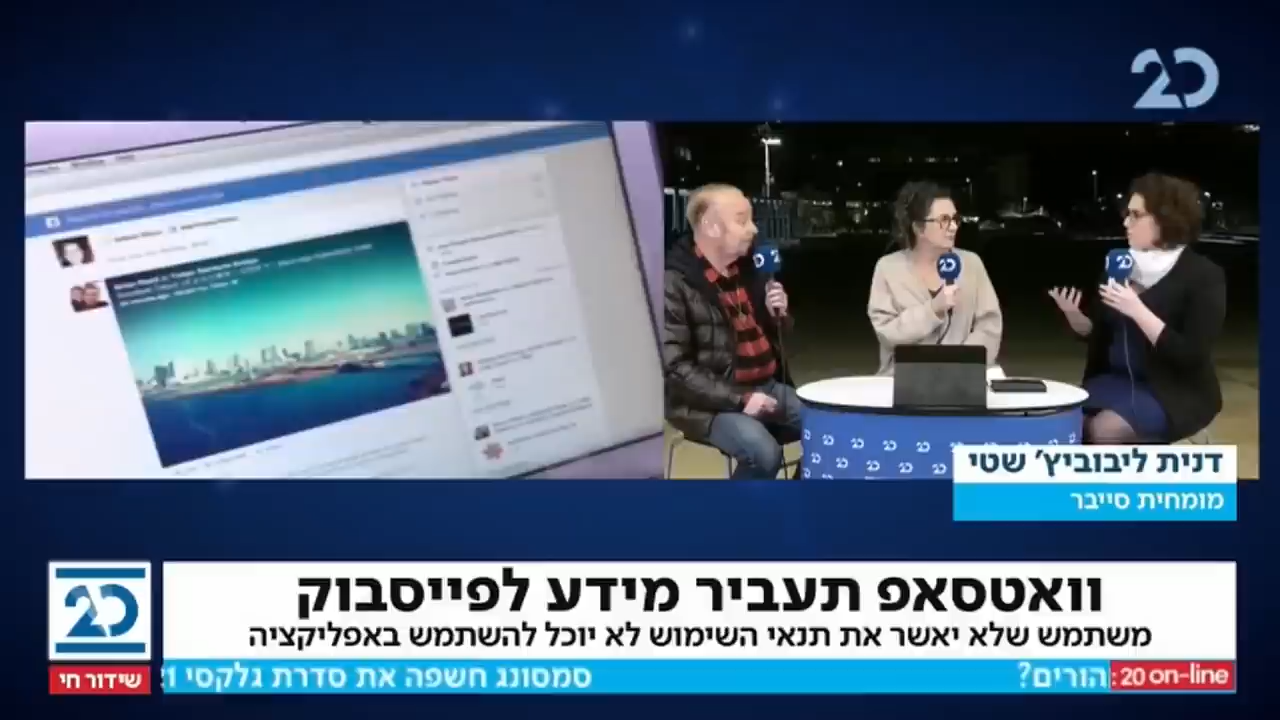 20
דנית ליבוביץ' שטי
מומחית סייבר
וואטסאפ תעביר מידע לפייסבוק
משתמש שלא יאשר את תנאי השימוש לא יוכל להשתמש באפליקציה
20
20 on-line:
הורים?
סמסונג חשפה את סדרת גלקסי
שידור חי